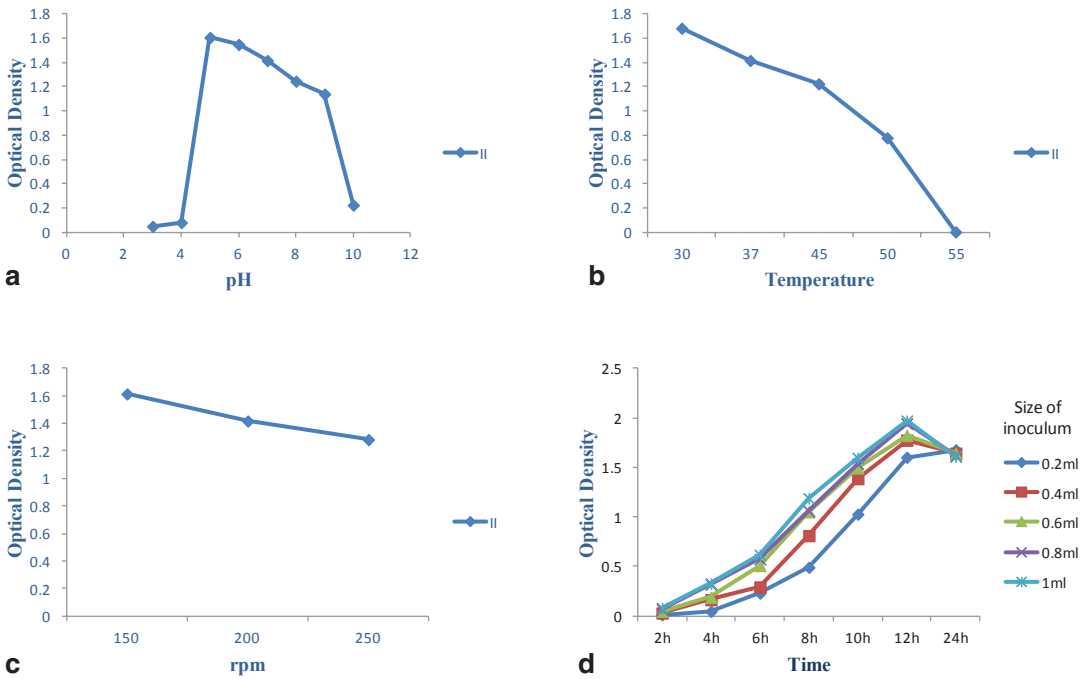 1.8
1.6
1.4
1.2
1
0.8
0.6
0.4
0.2
0
Optical Density
0 2 4 6 8 10 12
pH
II
a
1.8
1.6
1.4
1.2
1
0.8
0.6
0.4
0.2
0
Optical Density
30 37 45 50 55
Temperature
II
b
1.8
1.6
1.4
1.2
1
0.8
0.6
0.4
0.2
0
Optical Density
150 200 250
rpm
II
c
2.5
2
1.5
1
0.5
0
Optical Density
2h 4h 6h 8h 10h 12h 24h
Time
Size of
inoculum
0.2ml
0.4ml
0.6ml
0.8ml
1ml
d